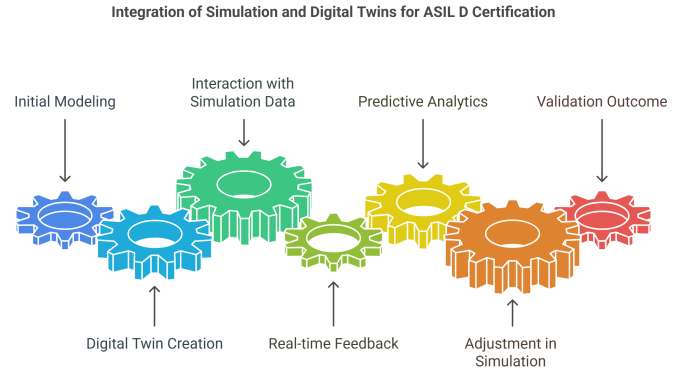 Integration of Simulation and Digital Twins for ASIL D Certification
Initial Modeling
Interaction with
Simulation Data
Predictive Analytics
Validation Outcome
Digital Twin Creation
Real-time Feedback
Adjustment in
Simulation